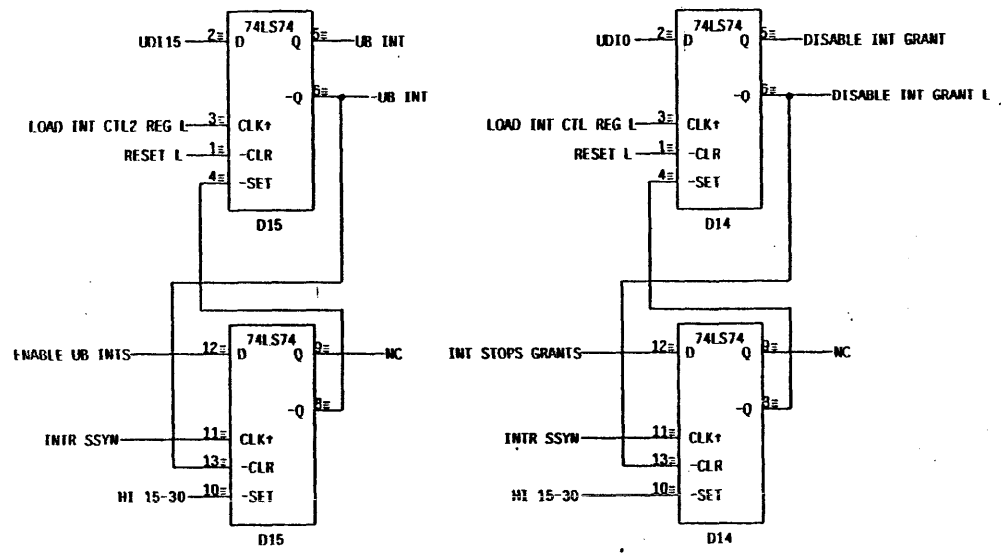 74LS74
UDI15 2 D Q 5 UB INT
-Q 6 -UB INT
LOAD INT CTL2 REG L 3 CLK↑
RESET L 1 -CLR
4 -SET
D15
74LS74
ENABLE UB INTS 12 D Q 9 NC
-Q 8
INTR SSYN 11 CLK↑
13 -CLR
HI 15-30 10 -SET
D15
74LS74
UDI0 2 D Q 5 DISABLE INT GRANT
-Q 6 DISABLE INT GRANT L
LOAD INT CTL REG L 3 CLK↑
RESET L 1 -CLR
4 -SET
D14
74LS74
INT STOPS GRANTS 12 D Q 9 NC
-Q 8
INTR SSYN 11 CLK↑
13 -CLR
HI 15-30 10 -SET
D14